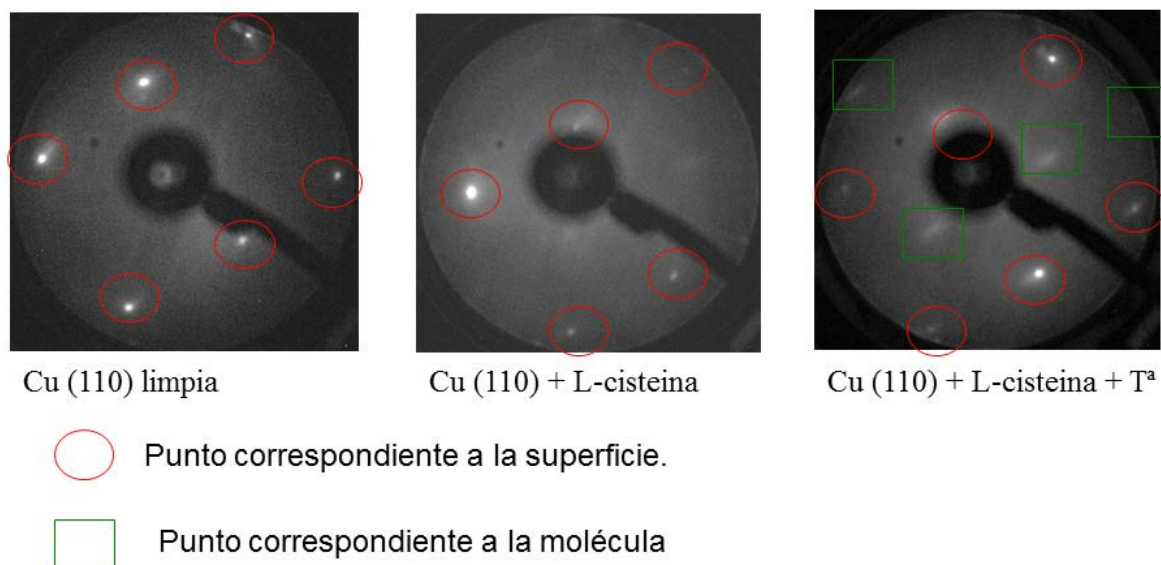 Cu (110) limpia
Cu (110) + L-cisteina
Cu (110) + L-cisteina + Tª
Punto correspondiente a la superficie.
Punto correspondiente a la molécula